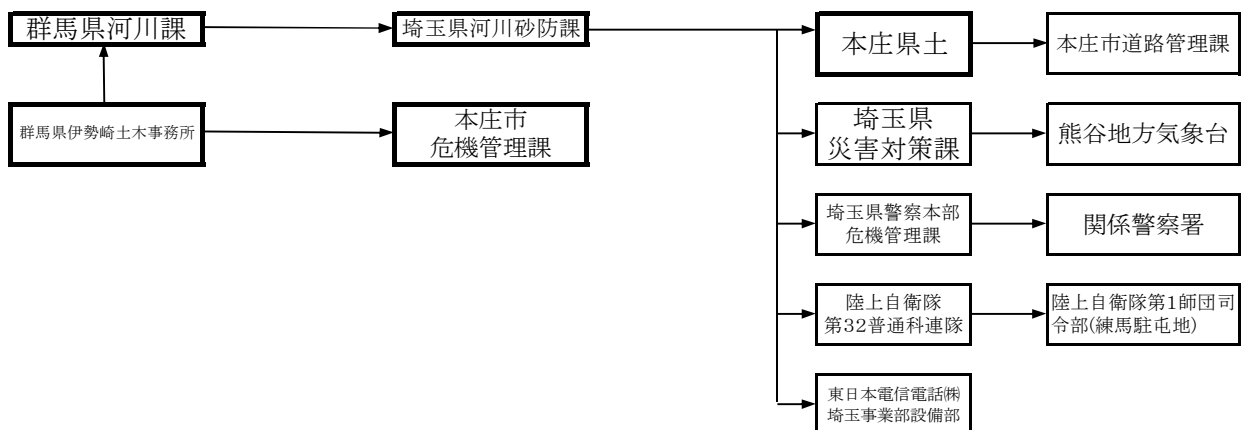 群馬県河川課
埼玉県河川砂防課
本庄県土
本庄市道路管理課
群馬県伊勢崎土木事務所
本庄市
危機管理課
埼玉県
災害対策課
熊谷地方気象台
埼玉県警察本部
危機管理課
関係警察署
陸上自衛隊
第32普通科連隊
陸上自衛隊第1師団司
令部(練馬駐屯地)
東日本電信電話㈱
埼玉事業部設備部